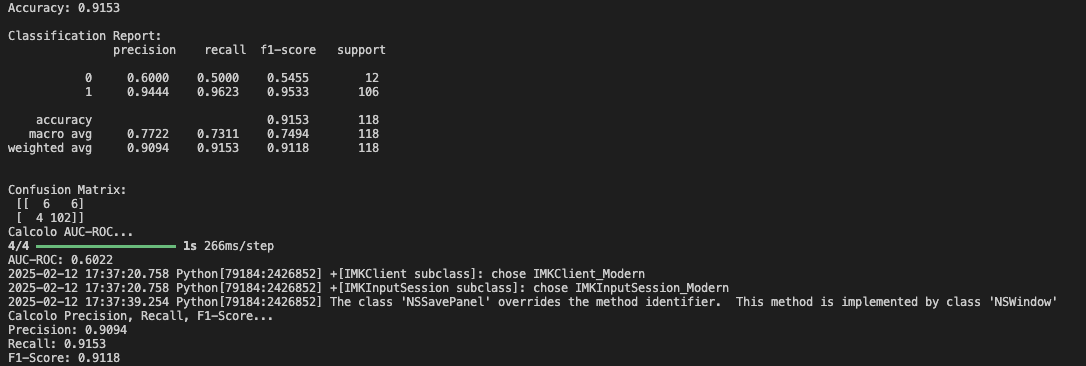 Accuracy: 0.9153
Classification Report:
precision recall f1-score support
0 0.6000 0.5000 0.5455 12
1 0.9444 0.9623 0.9533 106
accuracy 0.9153 118
macro avg 0.7722 0.7311 0.7494 118
weighted avg 0.9094 0.9153 0.9118 118
Confusion Matrix:
[[ 6 6]
[ 4 102]]
Calcolo AUC-ROC...
4/4 1s 266ms/step
AUC-ROC: 0.6022
2025-02-12 17:37:20.758 Python[79184:2426852] +[IMKClient subclass]: chose IMKClient_Modern
2025-02-12 17:37:20.758 Python[79184:2426852] +[IMKInputSession subclass]: chose IMKInputSession_Modern
2025-02-12 17:37:39.254 Python[79184:2426852] The class 'NSSavePanel' overrides the method identifier.  This method is implemented by class 'NSWindow'
Calcolo Precision, Recall, F1-Score...
Precision: 0.9094
Recall: 0.9153
F1-Score: 0.9118